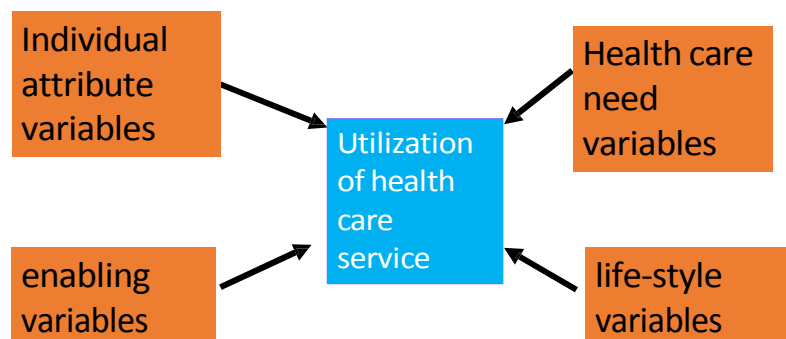 Individual
attribute
variables
Health care
need
variables
Utilization
of health
care
service
enabling
variables
life-style
variables